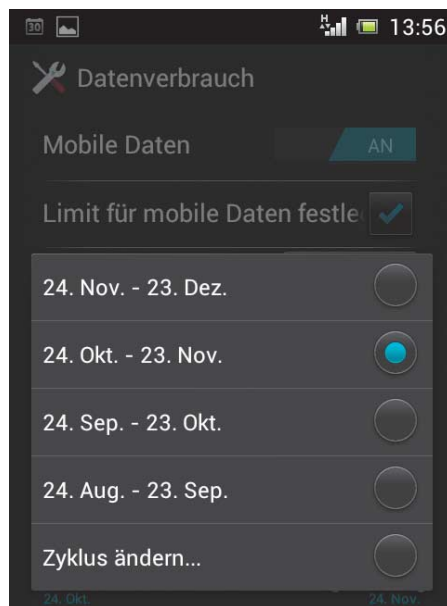 30
H
13:56
Datenverbrauch
Mobile Daten
AN
Limit für mobile Daten
24. Nov. - 23. Dez.
24. Okt. - 23. Nov.
24. Sep. - 23. Okt.
24. Aug. - 23. Sep.
Zyklus ändern...
24. Okt.
24. Nov.